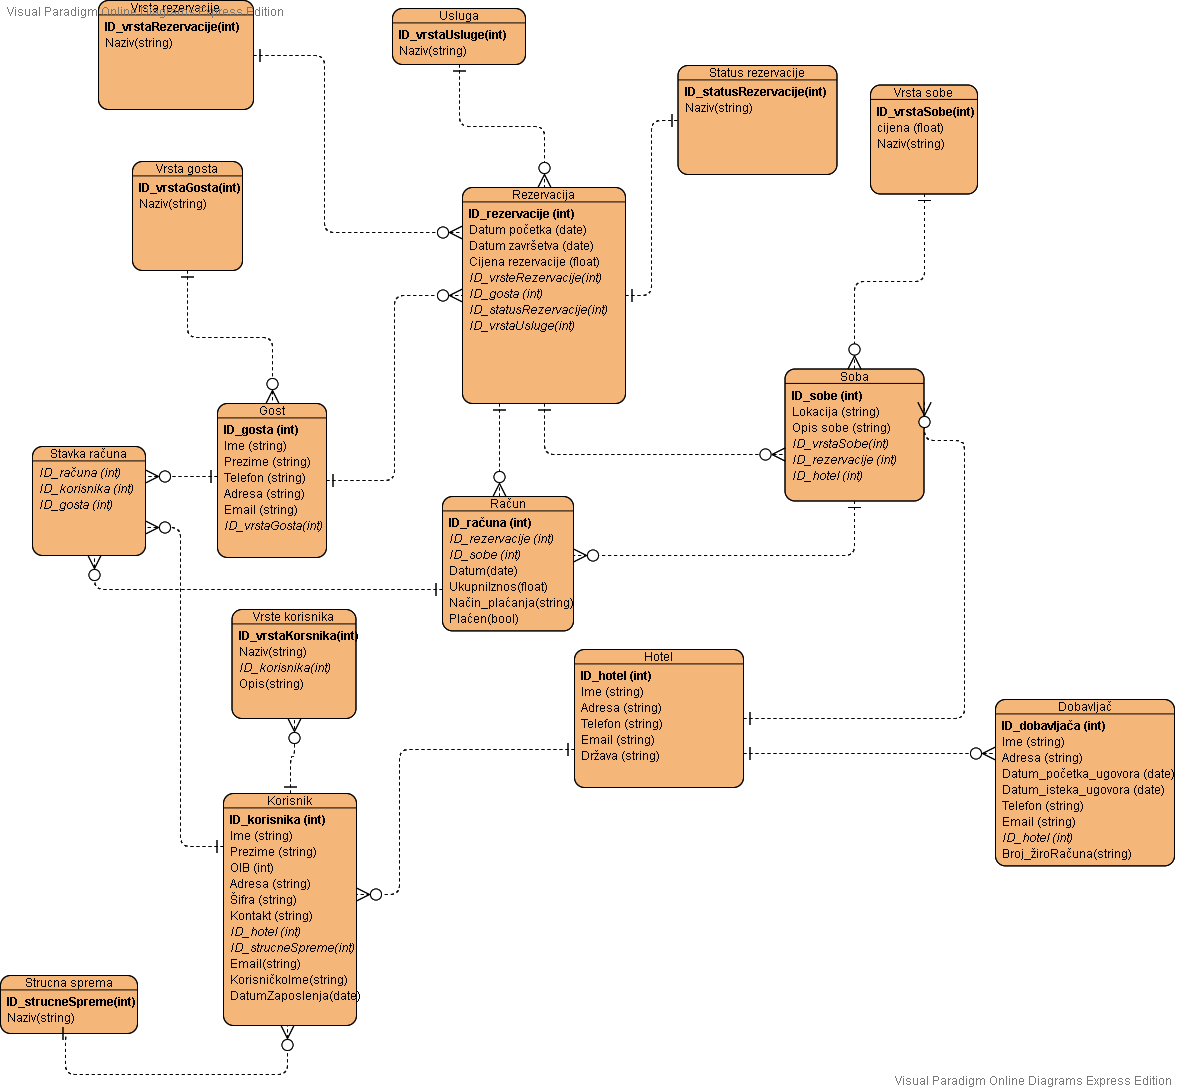 Visual Paradigm Online Diagrams Express Edition
Vrsta rezervacije
ID_vrstaRezervacije(int)
Naziv(string)
Usluga
ID_vrstaUsluge(int)
Naziv(string)
Status rezervacije
ID_statusRezervacije(int)
Naziv(string)
Vrsta sobe
ID_vrstaSobe(int)
cijena (float)
Naziv(string)
Vrsta gosta
ID_vrstaGosta(int)
Naziv(string)
Rezervacija
ID_rezervacije (int)
Datum početka (date)
Datum završetva (date)
Cijena rezervacije (float)
ID_vrsteRezervacije(int)
ID_gosta (int)
ID_statusRezervacije(int)
ID_vrstaUsluge(int)
Soba
ID_sobe (int)
Lokacija (string)
Opis sobe (string)
ID_vrstaSobe(int)
ID_rezervacije (int)
ID_hotel (int)
Gost
ID_gosta (int)
Ime (string)
Prezime (string)
Telefon (string)
Adresa (string)
Email (string)
ID_vrstaGosta(int)
Stavka računa
ID_računa (int)
ID_korisnika (int)
ID_gosta (int)
Račun
ID_računa (int)
ID_rezervacije (int)
ID_sobe (int)
Datum(date)
UkupniIznos(float)
Način_plaćanja(string)
Plaćen(bool)
Vrste korisnika
ID_vrstaKorsnika(int)
Naziv(string)
ID_korisnika(int)
Opis(string)
Hotel
ID_hotel (int)
Ime (string)
Adresa (string)
Telefon (string)
Email (string)
Država (string)
Dobavljač
ID_dobavljača (int)
Ime (string)
Adresa (string)
Datum_početka_ugovora (date)
Datum_isteka_ugovora (date)
Telefon (string)
Email (string)
ID_hotel (int)
Broj_žiroRačuna(string)
Korisnik
ID_korisnika (int)
Ime (string)
Prezime (string)
OIB (int)
Adresa (string)
Šifra (string)
Kontakt (string)
ID_hotel (int)
ID_strucneSpreme(int)
Email(string)
KorisničkoIme(string)
DatumZaposlenja(date)
Strucna sprema
ID_strucneSpreme(int)
Naziv(string)
Visual Paradigm Online Diagrams Express Edition